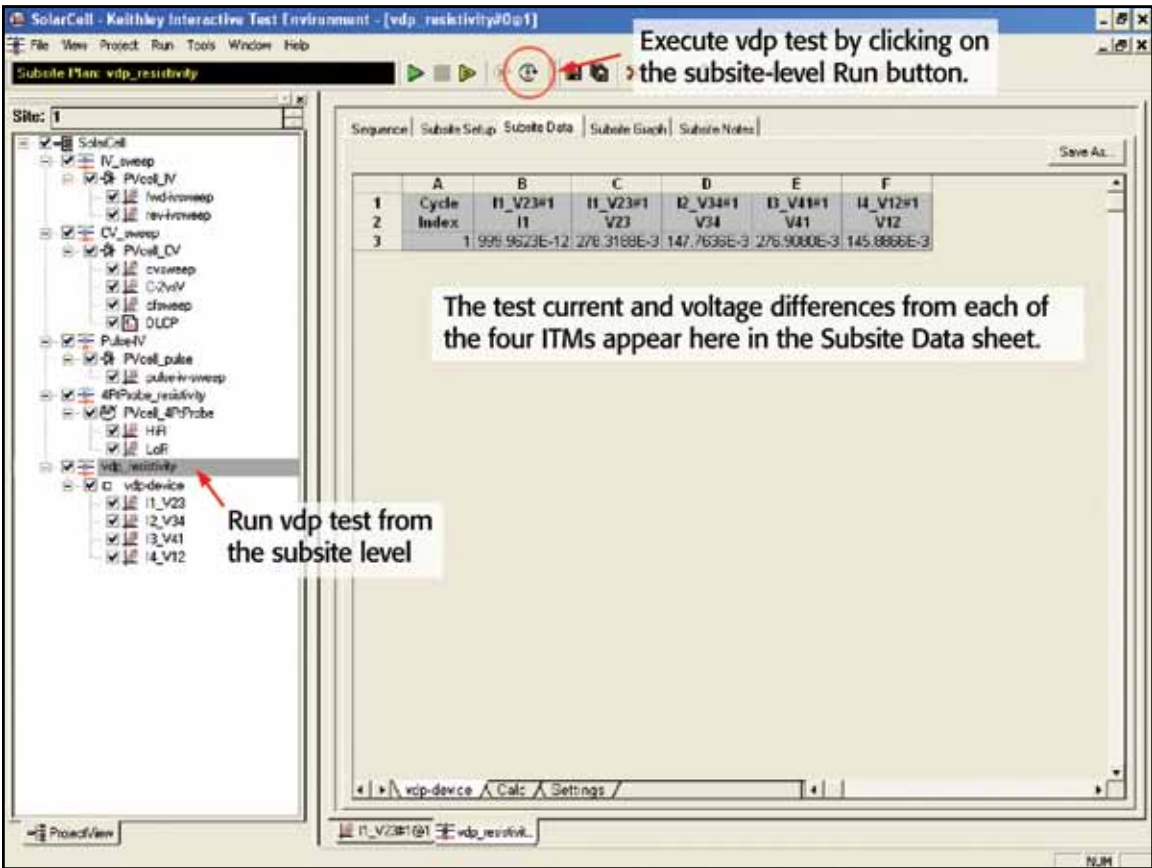 SolarCell - Keithley Interactive Test Environment - [vdp_resistivity#0@1]
File View Project Run Tools Window Help
Execute vdp test by clicking on
the subsite-level Run button.
Subsite Plan: vdp_resistivity
Site: 1
SolarCell
IV_sweep
PVcell_IV
fwd-ivsweep
rev-ivsweep
CV_sweep
PVcell_CV
cvsweep
C-2vsV
cfsweep
DLCP
Pulse-IV
PVcell_pulse
pulse-iv-sweep
4PtProbe_resistivity
PVcell_4PtProbe
HiR
LoR
vdp_resistivity
vdp-device
I1_V23
I2_V34
I3_V41
I4_V12
Run vdp test from
the subsite level
ProjectView
Sequence Subsite Setup Subsite Data Subsite Graph Subsite Notes
Save As...
A B C D E F
1 Cycle I1_V23#1 I1_V23#1 I2_V34#1 I3_V41#1 I4_V12#1
2 Index I1 V23 V34 V41 V12
3 1 999.9623E-12 278.3188E-3 147.7636E-3 276.9080E-3 145.8866E-3
The test current and voltage differences from each of
the four ITMs appear here in the Subsite Data sheet.
vdp-device Calc Settings
I1_V23#1@1 vdp_resistivit...
NUM